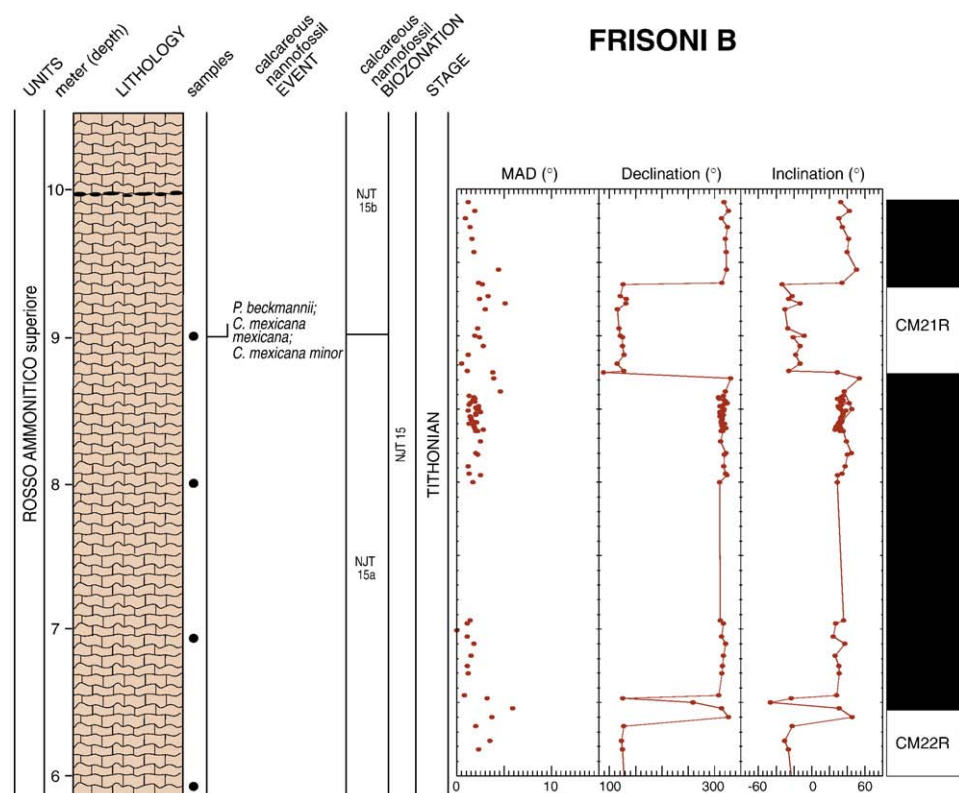 FRISONI B
UNITS
meter (depth)
LITHOLOGY
samples
calcareous
nannofossil
EVENT
calcareous
nannofossil
BIOZONATION
STAGE
MAD (°)
Declination (°)
Inclination (°)
10
9
8
7
6
ROSSO AMMONITICO superiore
P. beckmannii;
C. mexicana
mexicana;
C. mexicana minor
NJT
15b
NJT
15a
NJT 15
TITHONIAN
CM21R
CM22R
0
10
100
300
-60
0
60